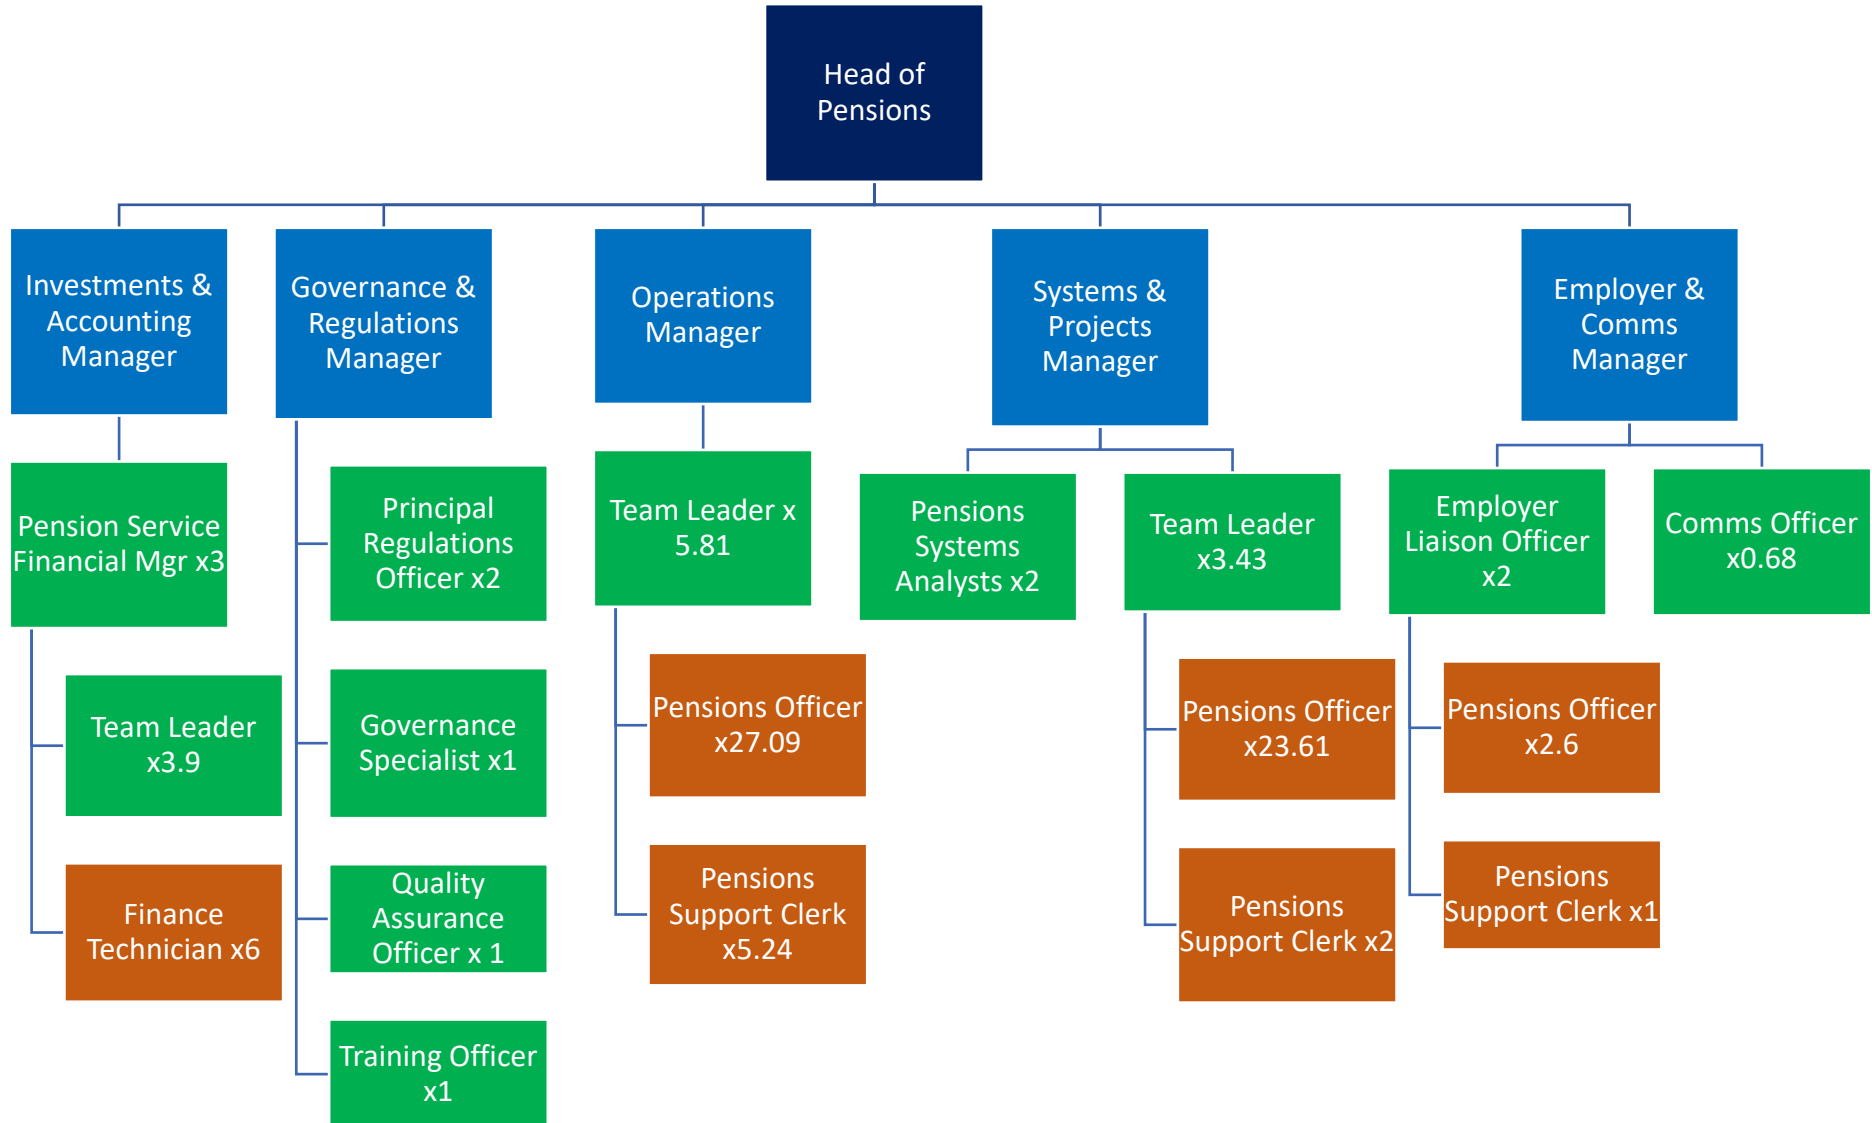 Head of
Pensions
Investments &
Accounting
Manager
Governance &
Regulations
Manager
Operations
Manager
Systems &
Projects
Manager
Employer &
Comms
Manager
Pension Service
Financial Mgr x3
Team Leader
x3.9
Finance
Technician x6
Principal
Regulations
Officer x2
Governance
Specialist x1
Quality
Assurance
Officer x 1
Training Officer
x1
Team Leader x
5.81
Pensions Officer
x27.09
Pensions
Support Clerk
x5.24
Pensions
Systems
Analysts x2
Team Leader
x3.43
Pensions Officer
x23.61
Pensions
Support Clerk x2
Employer
Liaison Officer
x2
Pensions Officer
x2.6
Pensions
Support Clerk x1
Comms Officer
x0.68